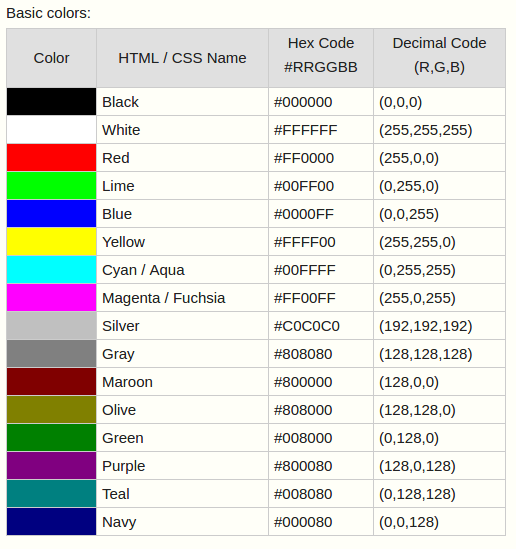 Basic colors:
Color HTML / CSS Name Hex Code #RRGGBB Decimal Code (R,G,B)
Black #000000 (0,0,0)
White #FFFFFF (255,255,255)
Red #FF0000 (255,0,0)
Lime #00FF00 (0,255,0)
Blue #0000FF (0,0,255)
Yellow #FFFF00 (255,255,0)
Cyan / Aqua #00FFFF (0,255,255)
Magenta / Fuchsia #FF00FF (255,0,255)
Silver #C0C0C0 (192,192,192)
Gray #808080 (128,128,128)
Maroon #800000 (128,0,0)
Olive #808000 (128,128,0)
Green #008000 (0,128,0)
Purple #800080 (128,0,128)
Teal #008080 (0,128,128)
Navy #000080 (0,0,128)